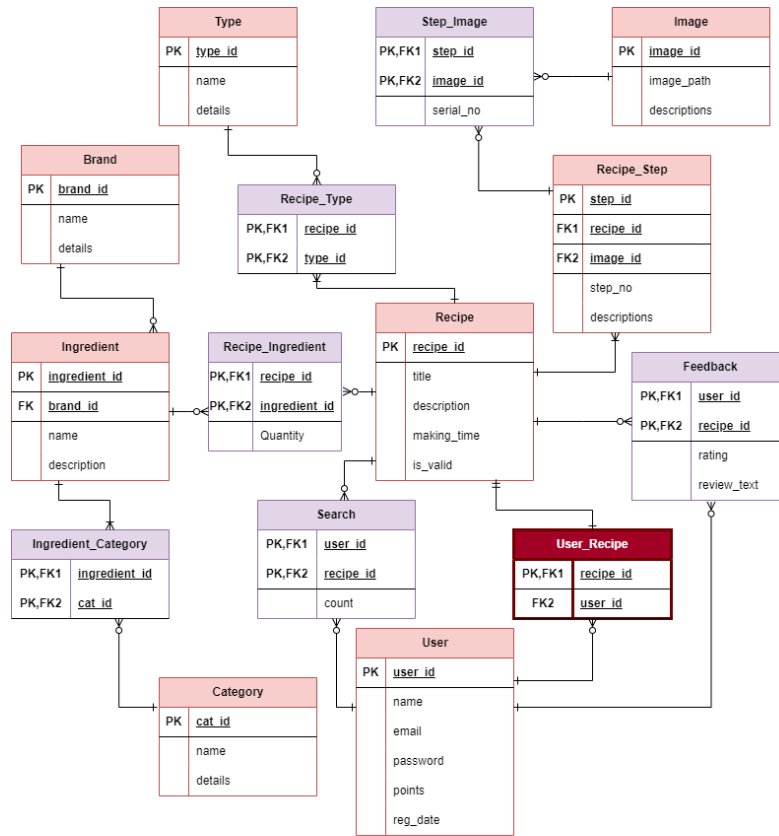 Type
PK type_id
name
details
Step_Image
PK,FK1 step_id
PK,FK2 image_id
serial_no
Image
PK image_id
image_path
descriptions
Brand
PK brand_id
name
details
Recipe_Type
PK,FK1 recipe_id
PK,FK2 type_id
Recipe_Step
PK step_id
FK1 recipe_id
FK2 image_id
step_no
descriptions
Ingredient
PK ingredient_id
FK brand_id
name
description
Recipe_Ingredient
PK,FK1 recipe_id
PK,FK2 ingredient_id
Quantity
Recipe
PK recipe_id
title
description
making_time
is_valid
Feedback
PK,FK1 user_id
PK,FK2 recipe_id
rating
review_text
Ingredient_Category
PK,FK1 ingredient_id
PK,FK2 cat_id
Search
PK,FK1 user_id
PK,FK2 recipe_id
count
User_Recipe
PK,FK1 recipe_id
FK2 user_id
Category
PK cat_id
name
details
User
PK user_id
name
email
password
points
reg_date